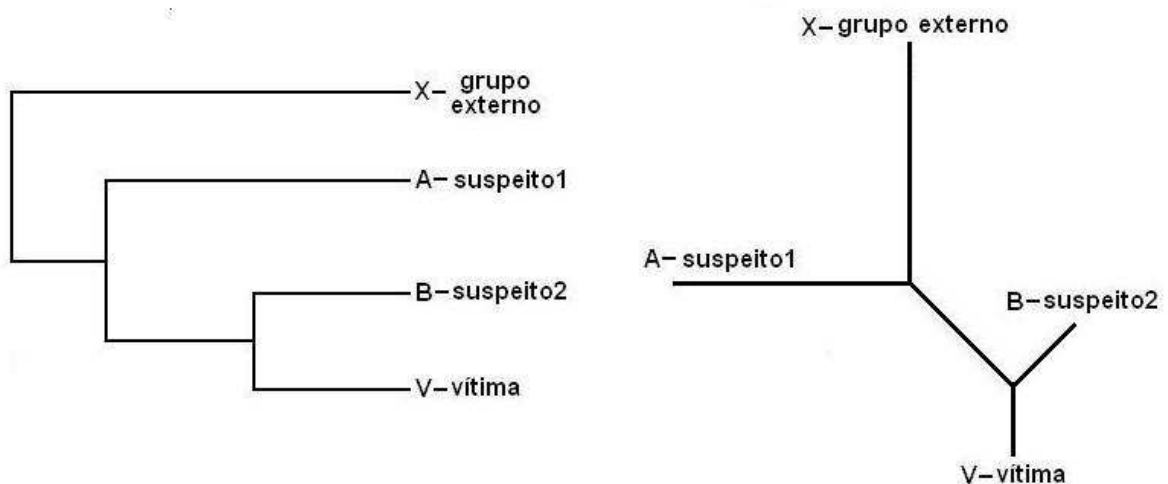 X– grupo
externo
A– suspeito1
B–suspeito2
V–vítima
X– grupo externo
A– suspeito1
B–suspeito2
V–vítima